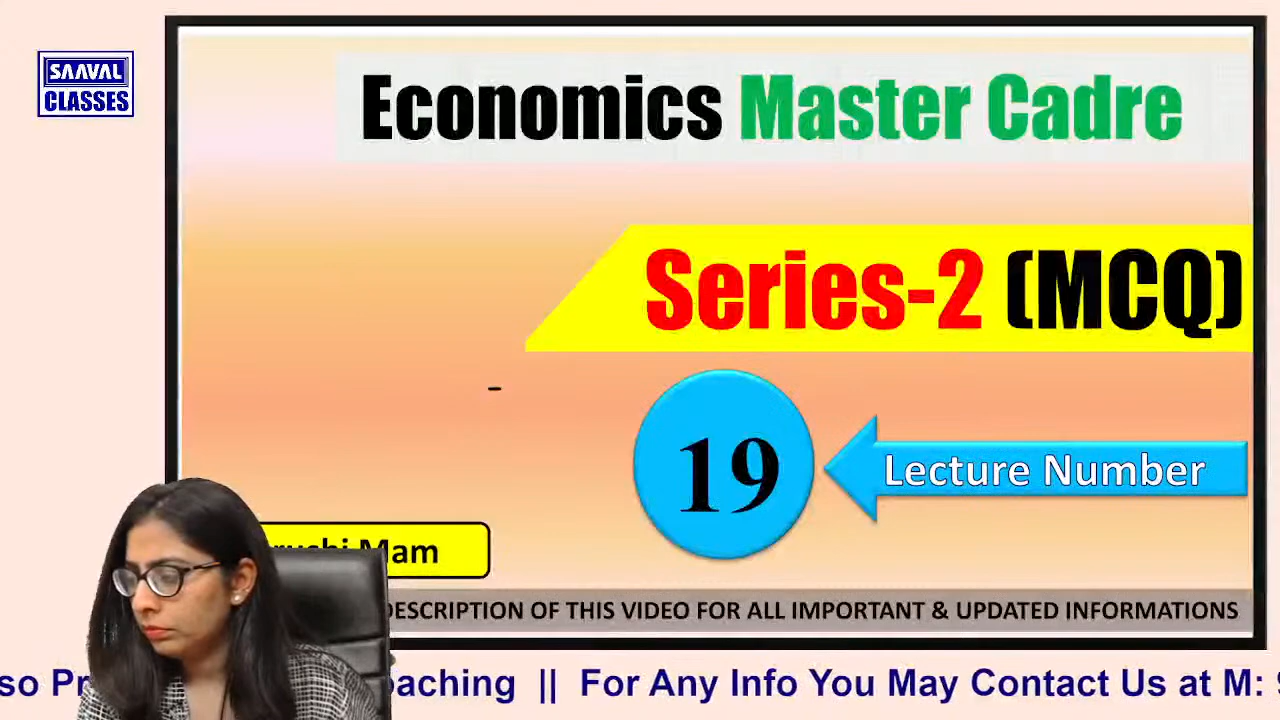 SAAVAL
CLASSES
Economics Master Cadre
Series-2 (MCQ)
19
Lecture Number
Mam
DESCRIPTION OF THIS VIDEO FOR ALL IMPORTANT & UPDATED INFORMATIONS
so || For Any Info You May Contact Us at M: